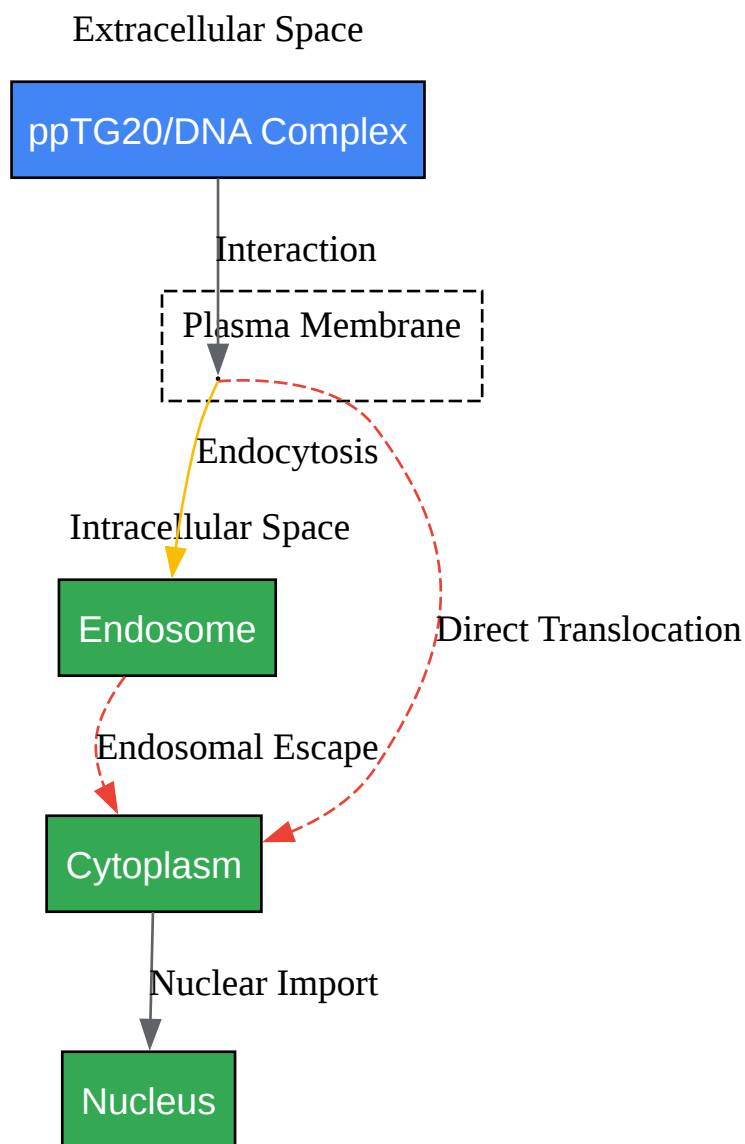 Extracellular Space
ppTG20/DNA Complex
Interaction
Plasma Membrane
Endocytosis
Intracellular Space
Endosome
Direct Translocation
Endosomal Escape
Cytoplasm
Nuclear Import
Nucleus